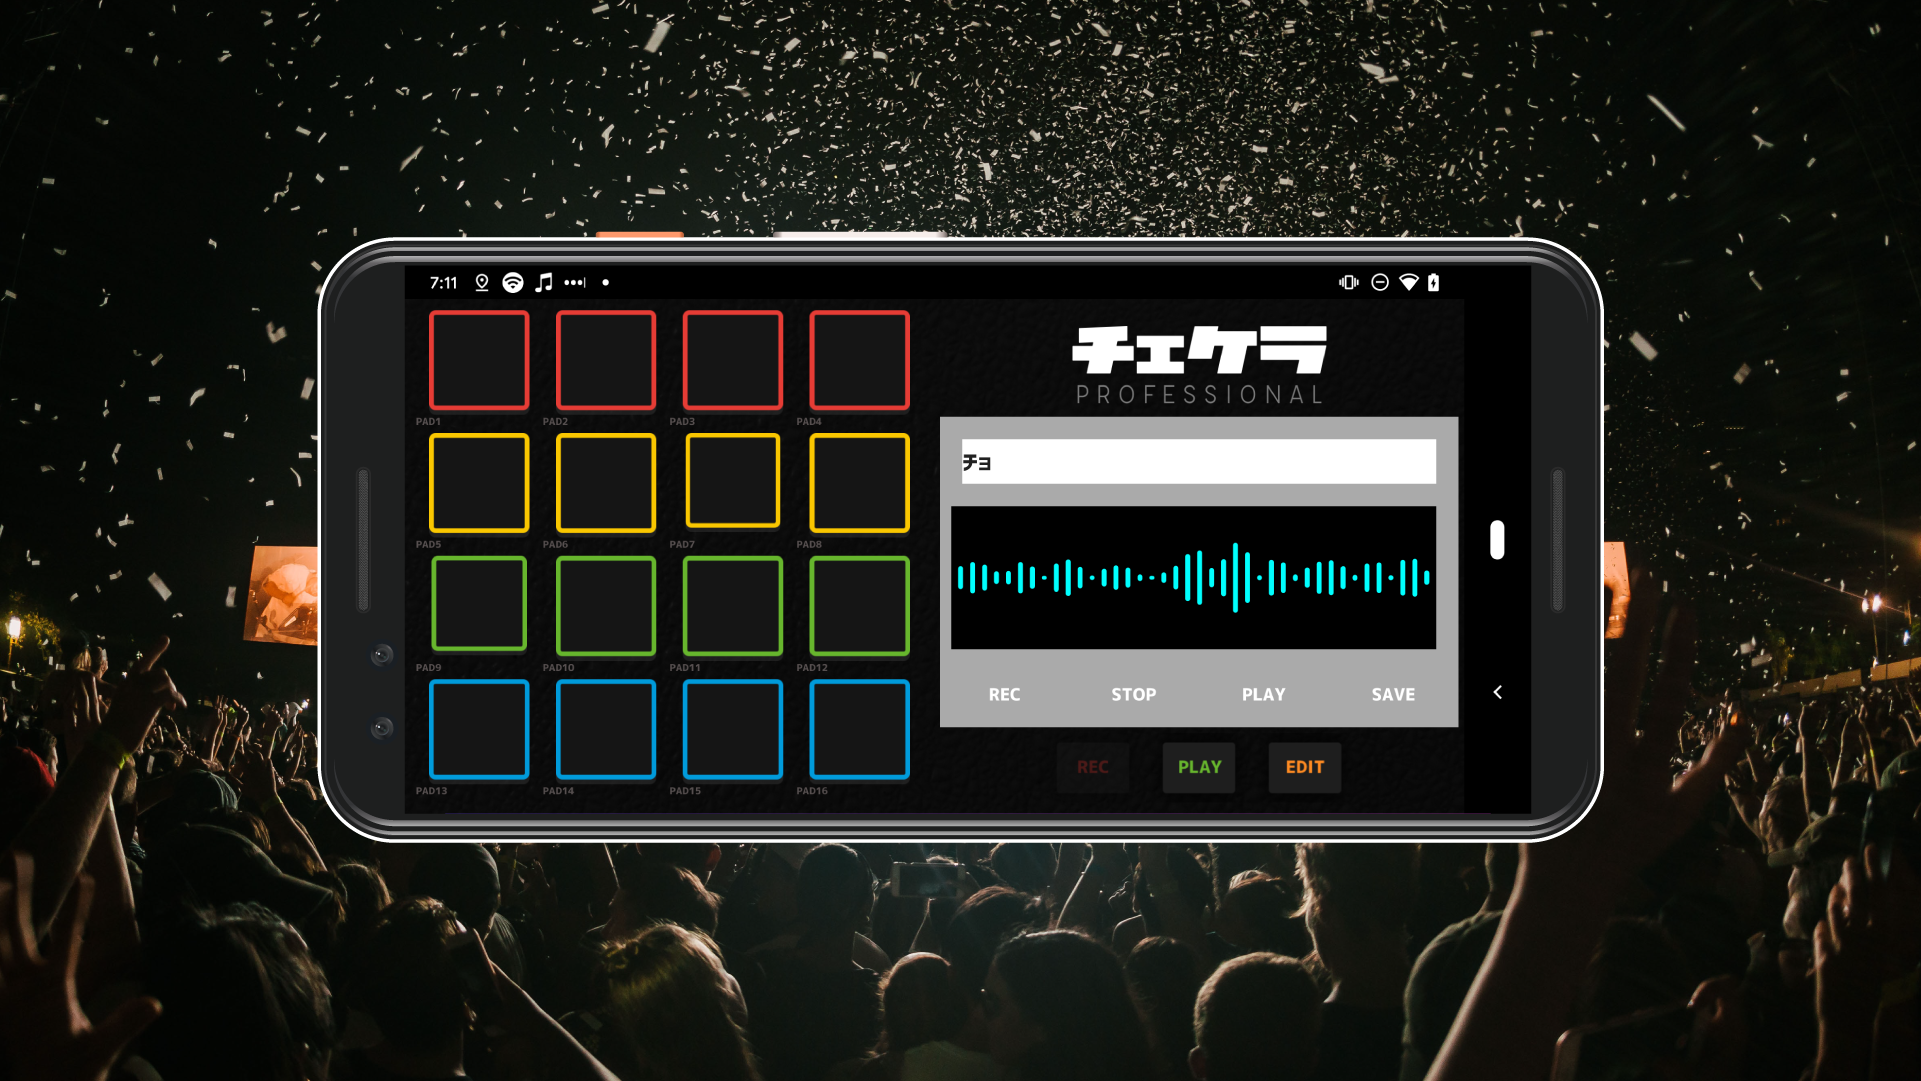 7:11
チェケラ
PROFESSIONAL
PAD1 PAD2 PAD3 PAD4
チョ
PAD5 PAD6 PAD7 PAD8
PAD9 PAD10 PAD11 PAD12
REC STOP PLAY SAVE
REC PLAY EDIT
PAD13 PAD14 PAD15 PAD16